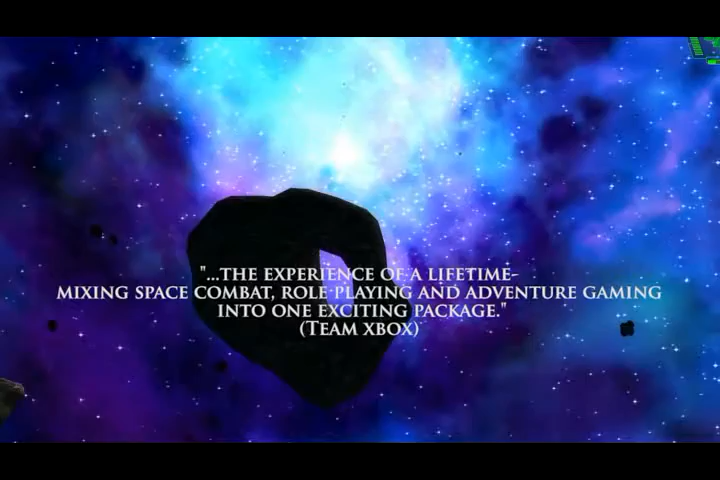 "...THE EXPERIENCE OF A LIFETIME-
MIXING SPACE COMBAT, ROLE-PLAYING AND ADVENTURE GAMING
INTO ONE EXCITING PACKAGE."
(TEAM XBOX)